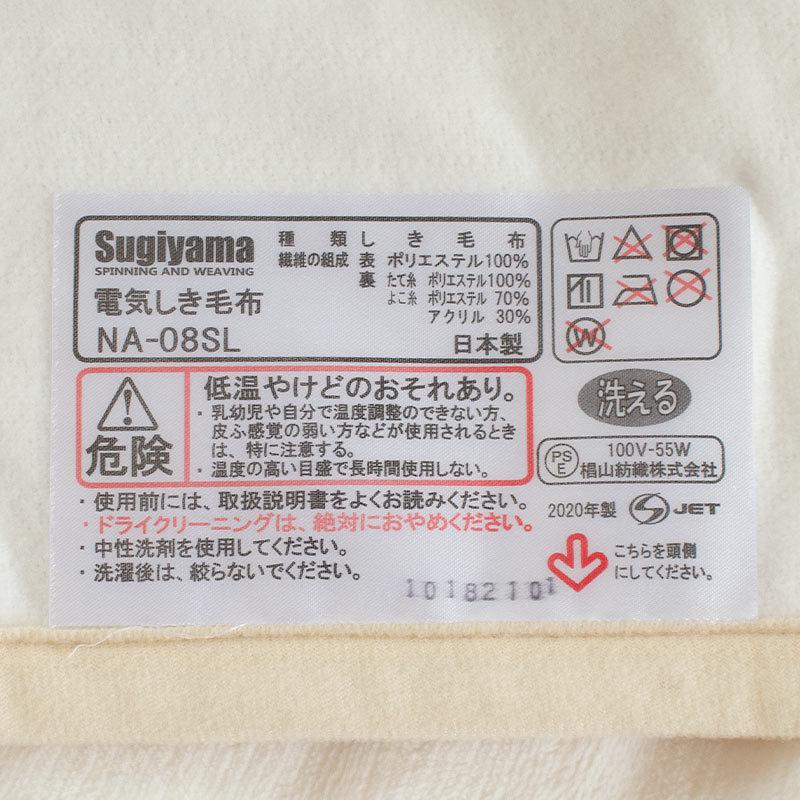 Sugiyama
SPINNING AND WEAVING
電気しき毛布
NA-08SL
種類 しき毛布
繊維の組成 表 ポリエステル100%
裏 たて糸 ポリエステル100%
よこ糸 ポリエステル 70%
アクリル 30%
日本製
W
危険
低温やけどのおそれあり。
・乳幼児や自分で温度調整のできない方、
皮ふ感覚の弱い方などが使用されるとき
は、特に注意する。
・温度の高い目盛で長時間使用しない。
洗える
PS
E
100V-55W
椙山紡織株式会社
・使用前には、取扱説明書をよくお読みください。
・ドライクリーニングは、絶対におやめください。
・中性洗剤を使用してください。
・洗濯後は、絞らないでください。
2020年製 JET
こちらを頭側
にしてください。
10182101